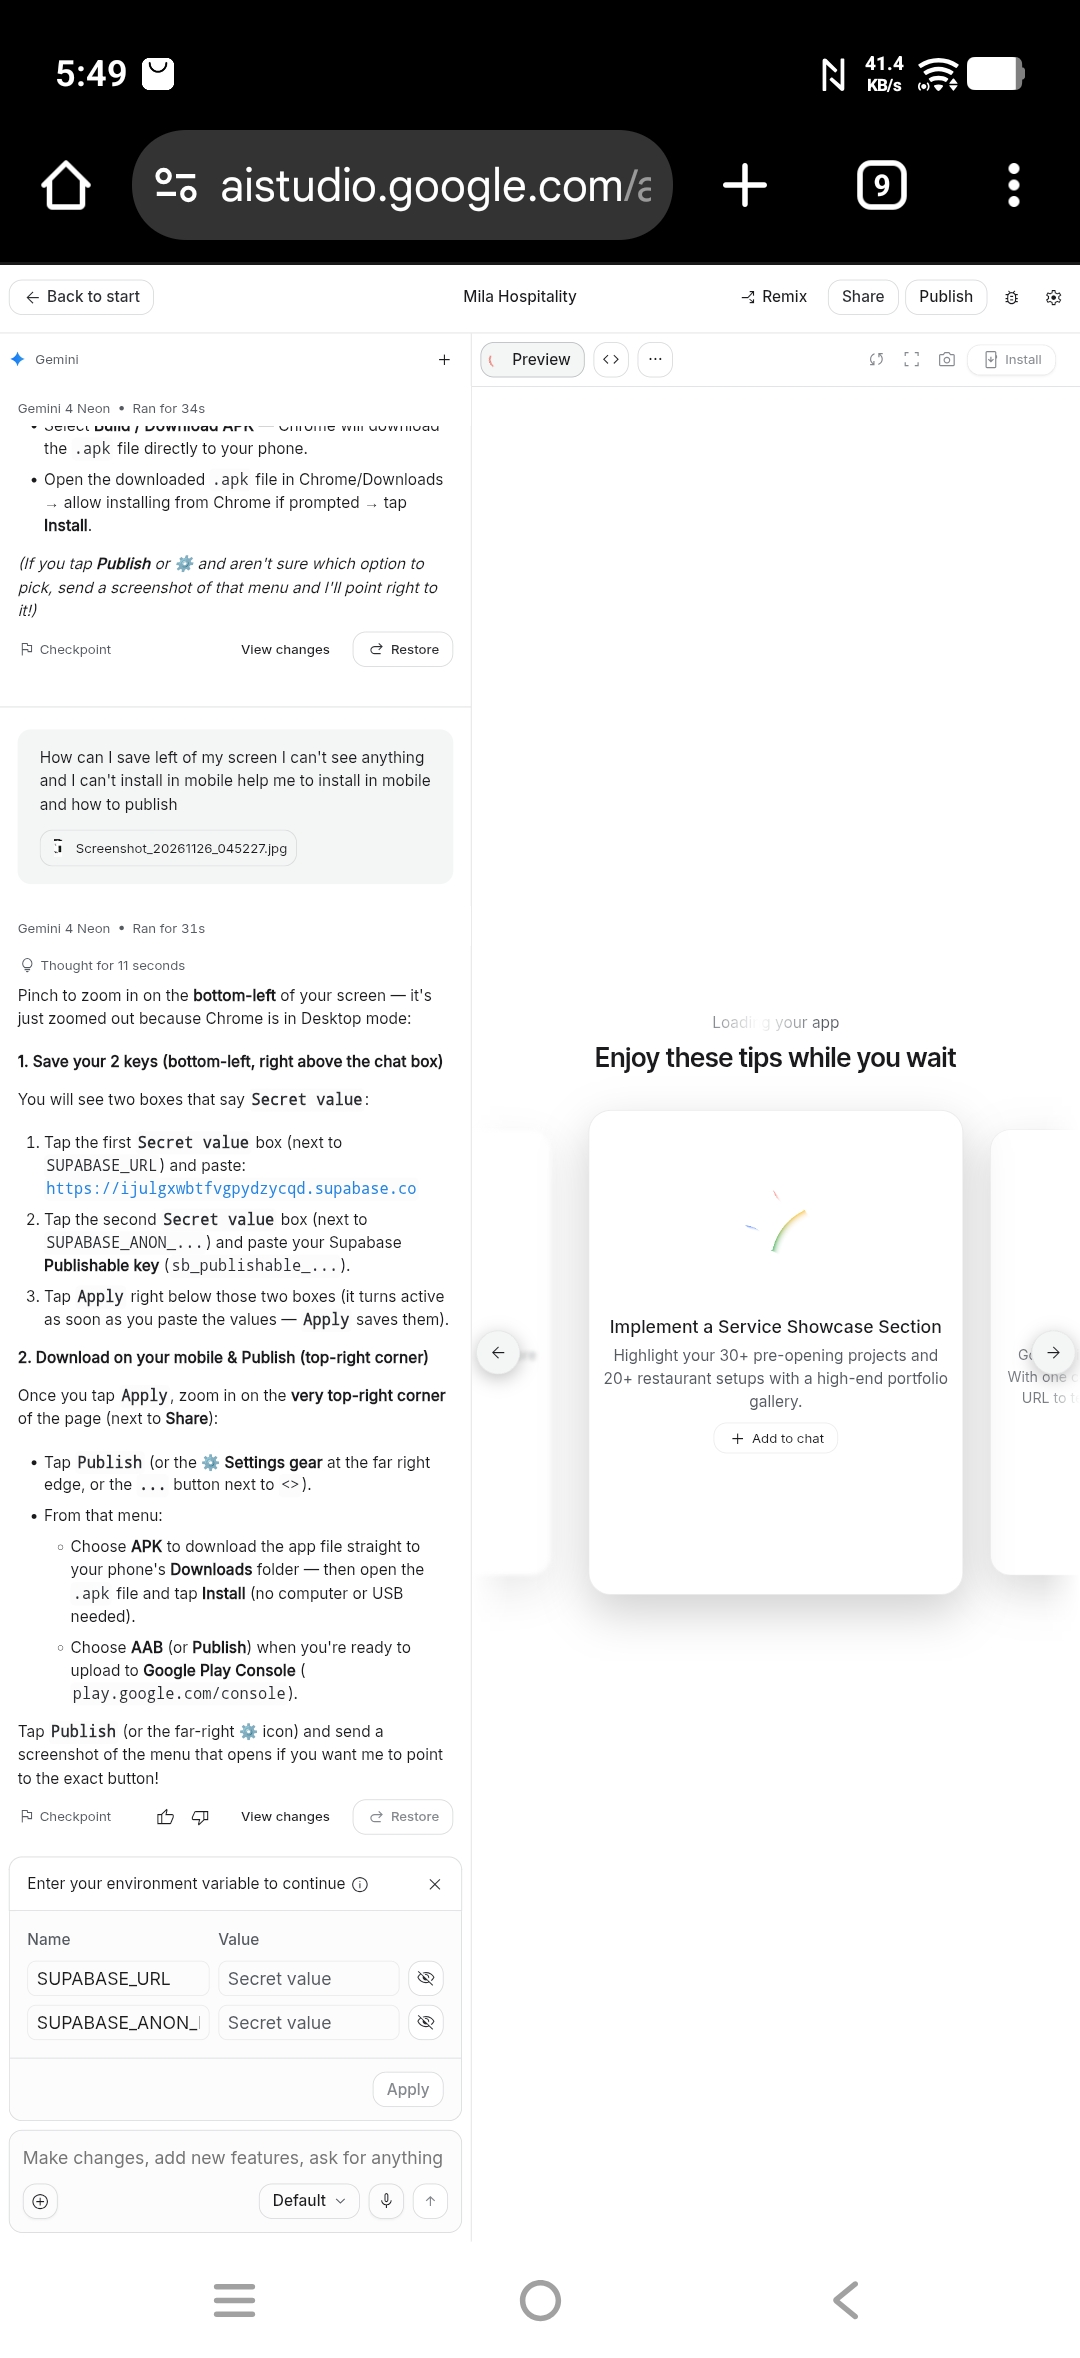 5:49
41.4
KB/s
aistudio.google.com/
9
Back to start
Mila Hospitality
Remix
Share
Publish
Gemini
Preview
Install
Gemini 4 Neon • Ran for 34s
• Select Build / Download APK — Chrome will download
the .apk file directly to your phone.
• Open the downloaded .apk file in Chrome/Downloads
→ allow installing from Chrome if prompted → tap
Install.
(If you tap Publish or ⚙️ and aren't sure which option to
pick, send a screenshot of that menu and I'll point right to
it!)
Checkpoint
View changes
Restore
How can I save left of my screen I can't see anything
and I can't install in mobile help me to install in mobile
and how to publish
Screenshot_20261126_045227.jpg
Gemini 4 Neon • Ran for 31s
Thought for 11 seconds
Pinch to zoom in on the bottom-left of your screen — it's
just zoomed out because Chrome is in Desktop mode:
1. Save your 2 keys (bottom-left, right above the chat box)
You will see two boxes that say Secret value:
1. Tap the first Secret value box (next to
SUPABASE_URL) and paste:
https://ijulgxwbtfvgpydzycqd.supabase.co
2. Tap the second Secret value box (next to
SUPABASE_ANON_...) and paste your Supabase
Publishable key (sb_publishable_...).
3. Tap Apply right below those two boxes (it turns active
as soon as you paste the values — Apply saves them).
2. Download on your mobile & Publish (top-right corner)
Once you tap Apply, zoom in on the very top-right corner
of the page (next to Share):
• Tap Publish (or the ⚙️ Settings gear at the far right
edge, or the ... button next to <>).
• From that menu:
◦ Choose APK to download the app file straight to
your phone's Downloads folder — then open the
.apk file and tap Install (no computer or USB
needed).
◦ Choose AAB (or Publish) when you're ready to
upload to Google Play Console (
play.google.com/console).
Tap Publish (or the far-right ⚙️ icon) and send a
screenshot of the menu that opens if you want me to point
to the exact button!
Checkpoint
View changes
Restore
Enter your environment variable to continue
Name
Value
SUPABASE_URL
Secret value
SUPABASE_ANON_
Secret value
Apply
Make changes, add new features, ask for anything
Default
Loading your app
Enjoy these tips while you wait
Implement a Service Showcase Section
Highlight your 30+ pre-opening projects and
20+ restaurant setups with a high-end portfolio
gallery.
Add to chat
With one
URL to